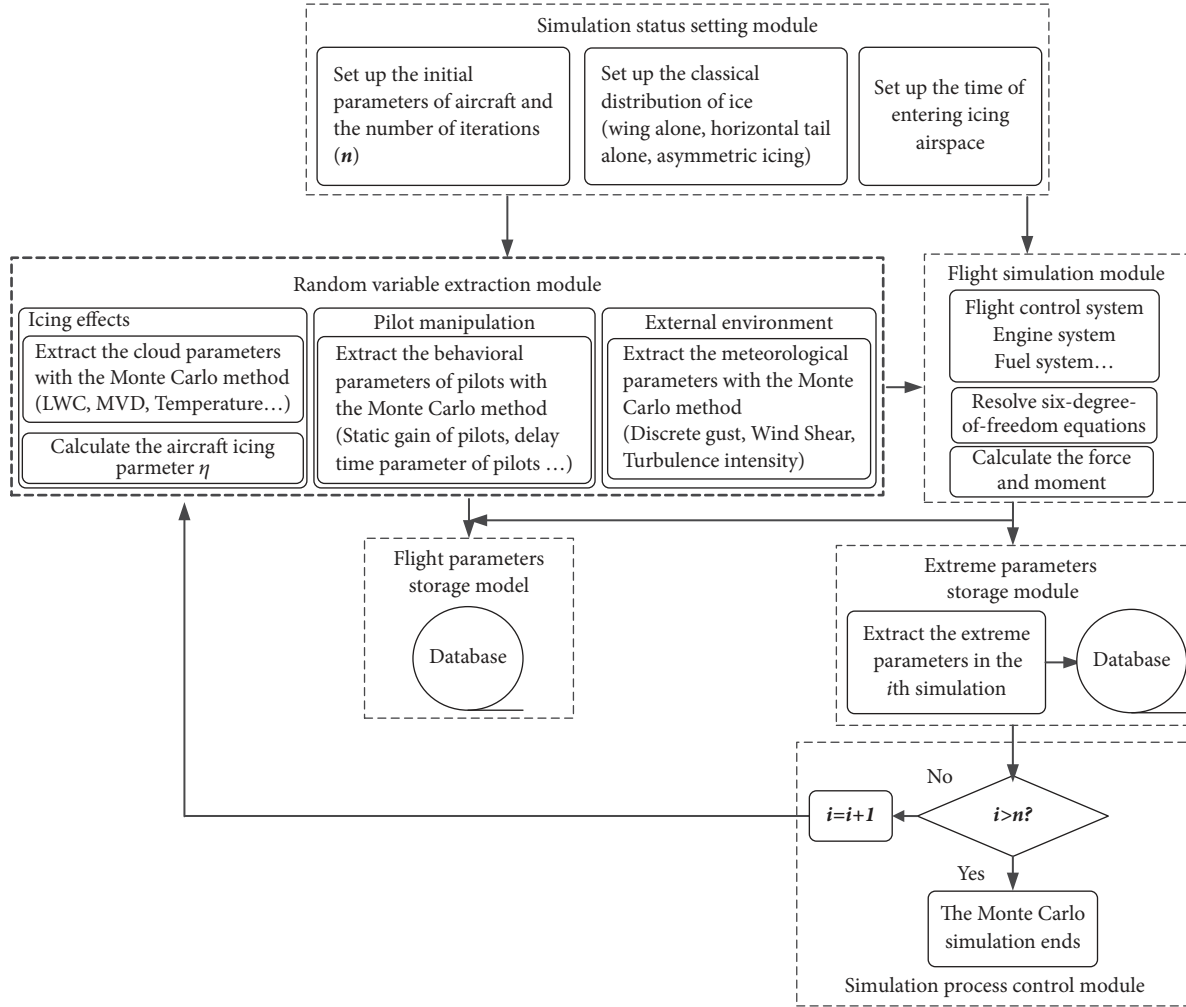 Simulation status setting module
Set up the initial
parameters of aircraft and
the number of iterations
(n)
Set up the classical
distribution of ice
(wing alone, horizontal tail
alone, asymmetric icing)
Set up the time of
entering icing
airspace
Random variable extraction module
Icing effects
Extract the cloud parameters
with the Monte Carlo method
(LWC, MVD, Temperature…)
Calculate the aircraft icing
parmeter η
Pilot manipulation
Extract the behavioral
parameters of pilots with
the Monte Carlo method
(Static gain of pilots, delay
time parameter of pilots …)
External environment
Extract the meteorological
parameters with the Monte
Carlo method
(Discrete gust, Wind Shear,
Turbulence intensity)
Flight simulation module
Flight control system
Engine system
Fuel system…
Resolve six-degree-
of-freedom equations
Calculate the force
and moment
Flight parameters
storage model
Database
Extreme parameters
storage module
Extract the extreme
parameters in the
ith simulation
Database
No
i=i+1
i>n?
Yes
The Monte Carlo
simulation ends
Simulation process control module